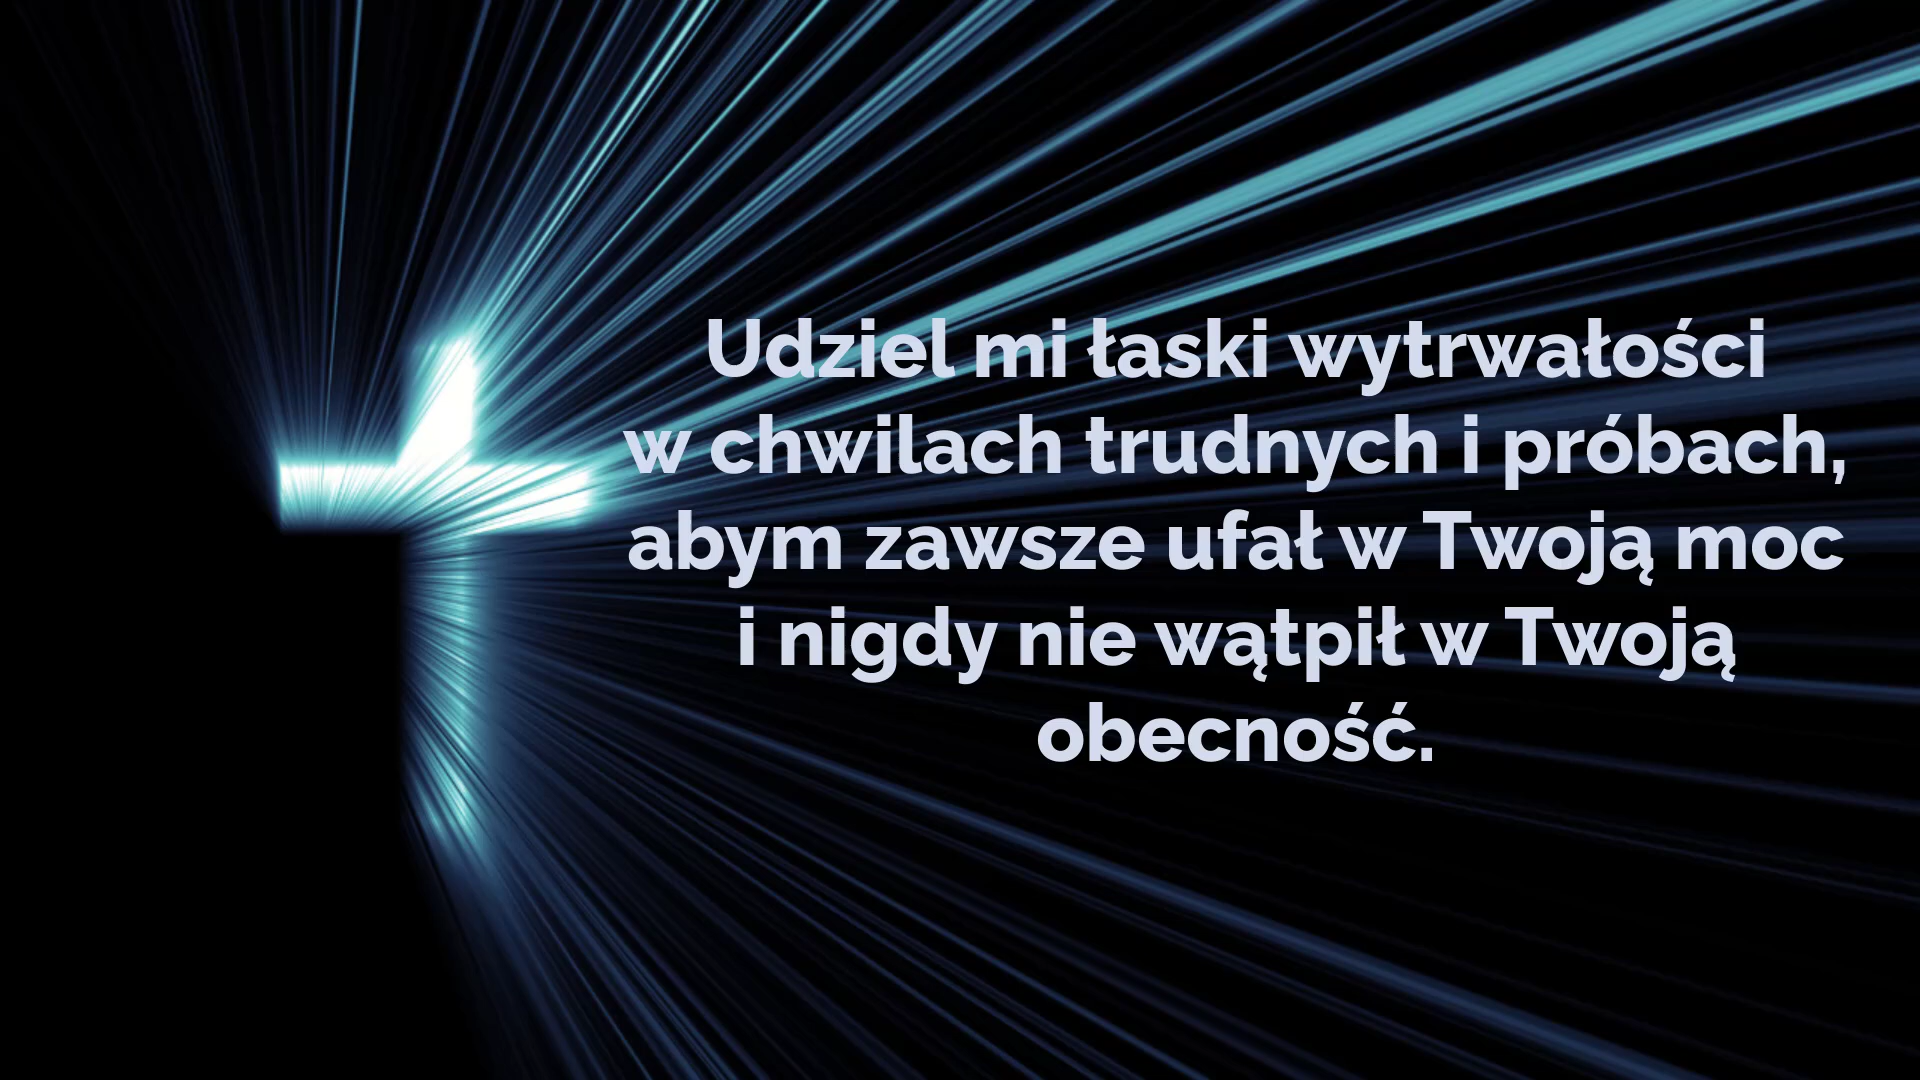 Udziel mi łaski wytrwałości
w chwilach trudnych i próbach,
abym zawsze ufał w Twoją moc
i nigdy nie wątpił w Twoją
obecność.